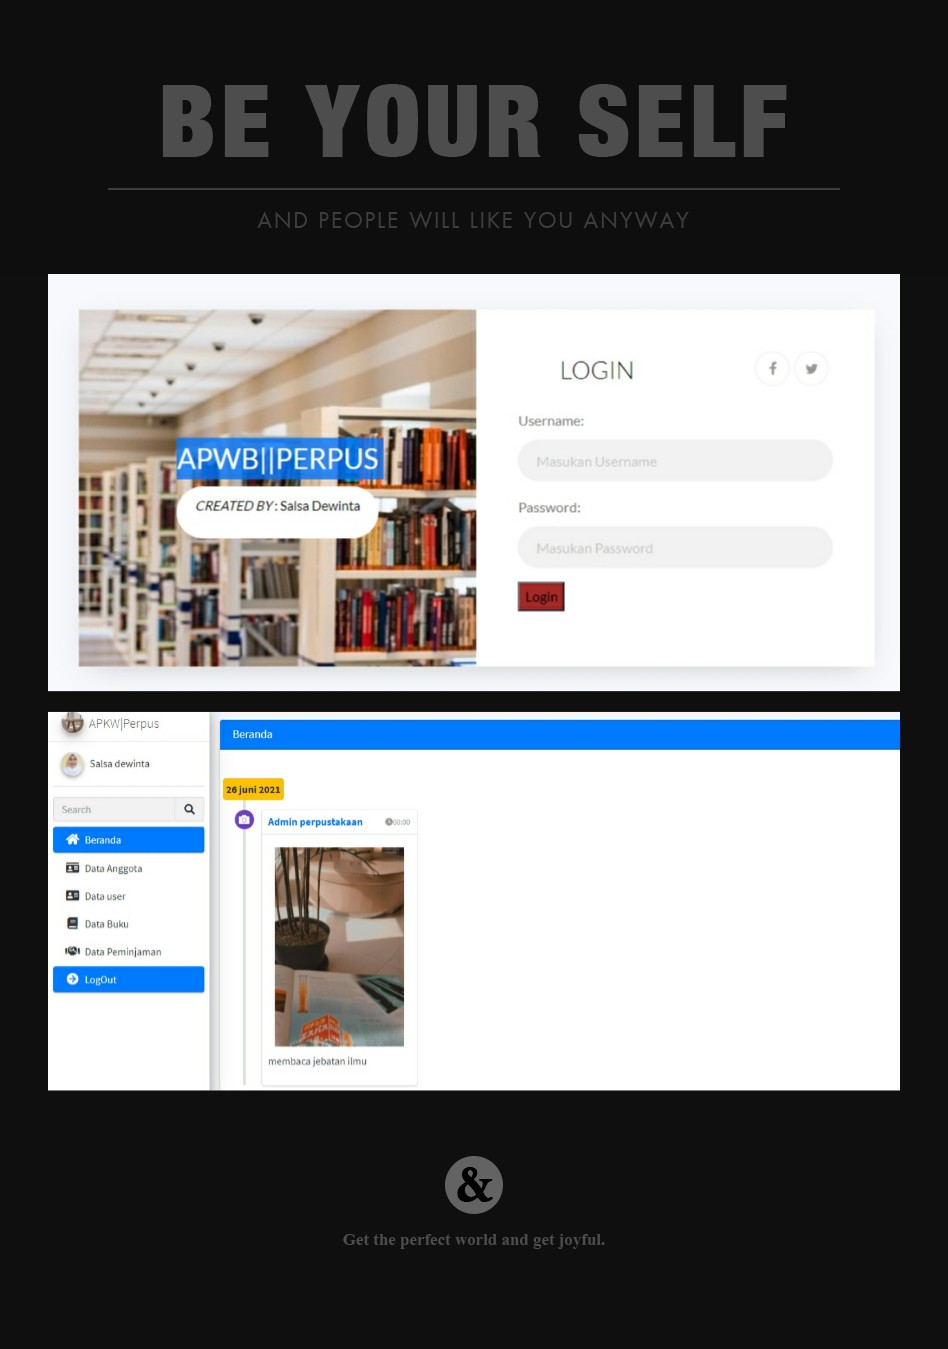 BE YOUR SELF
AND PEOPLE WILL LIKE YOU ANYWAY
APWB||PERPUS
CREATED BY : Salsa Dewinta
LOGIN
Username:
Masukan Username
Password:
Masukan Password
Login
APKW|Perpus
Salsa dewinta
Search
Beranda
Data Anggota
Data user
Data Buku
Data Peminjaman
LogOut
Beranda
26 juni 2021
Admin perpustakaan
00:00
membaca jebatan ilmu
&
Get the perfect world and get joyful.